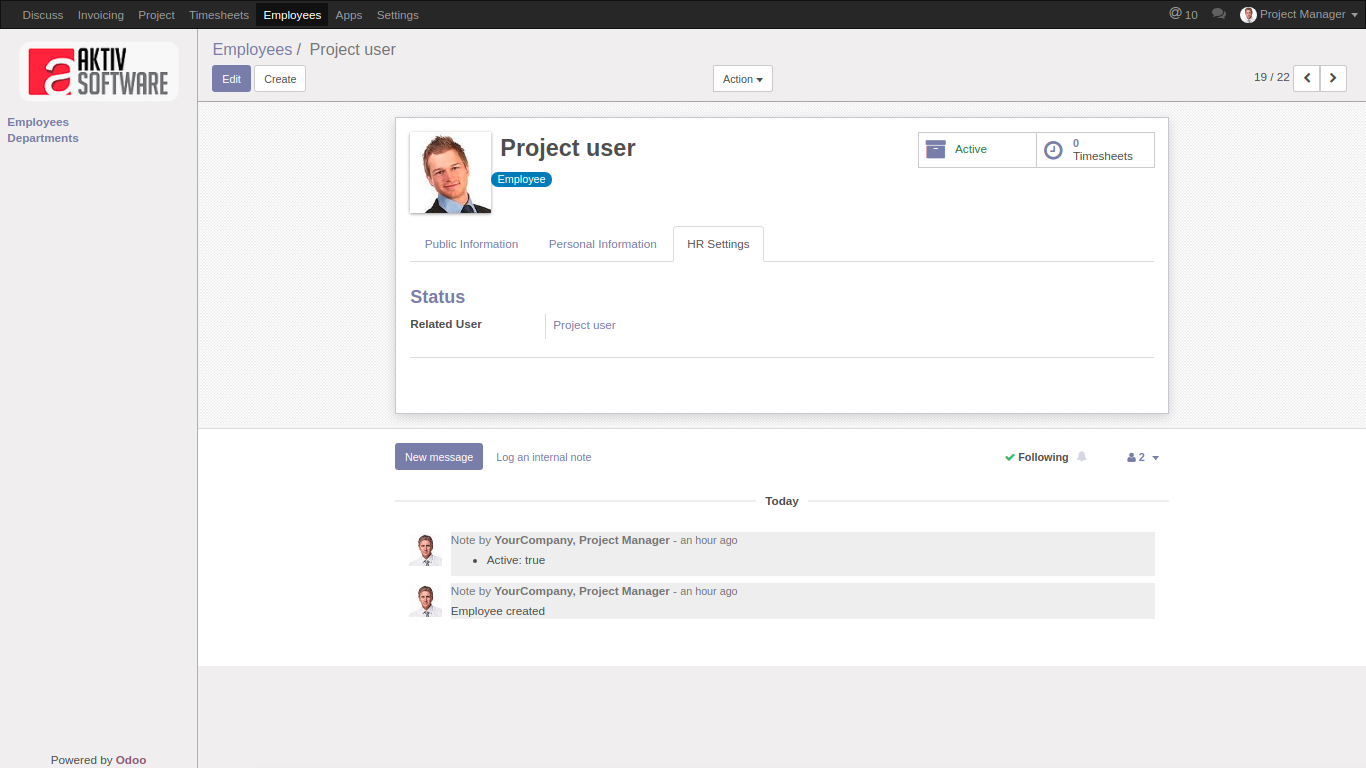 Discuss Invoicing Project Timesheets Employees Apps Settings @ 10 Project Manager
AKTIV
SOFTWARE
Employees
Departments
Employees / Project user
Edit Create Action 19 / 22
Project user
Employee
Active
0
Timesheets
Public Information Personal Information HR Settings
Status
Related User Project user
New message Log an internal note Following 2
Today
Note by YourCompany, Project Manager - an hour ago
• Active: true
Note by YourCompany, Project Manager - an hour ago
Employee created
Powered by Odoo